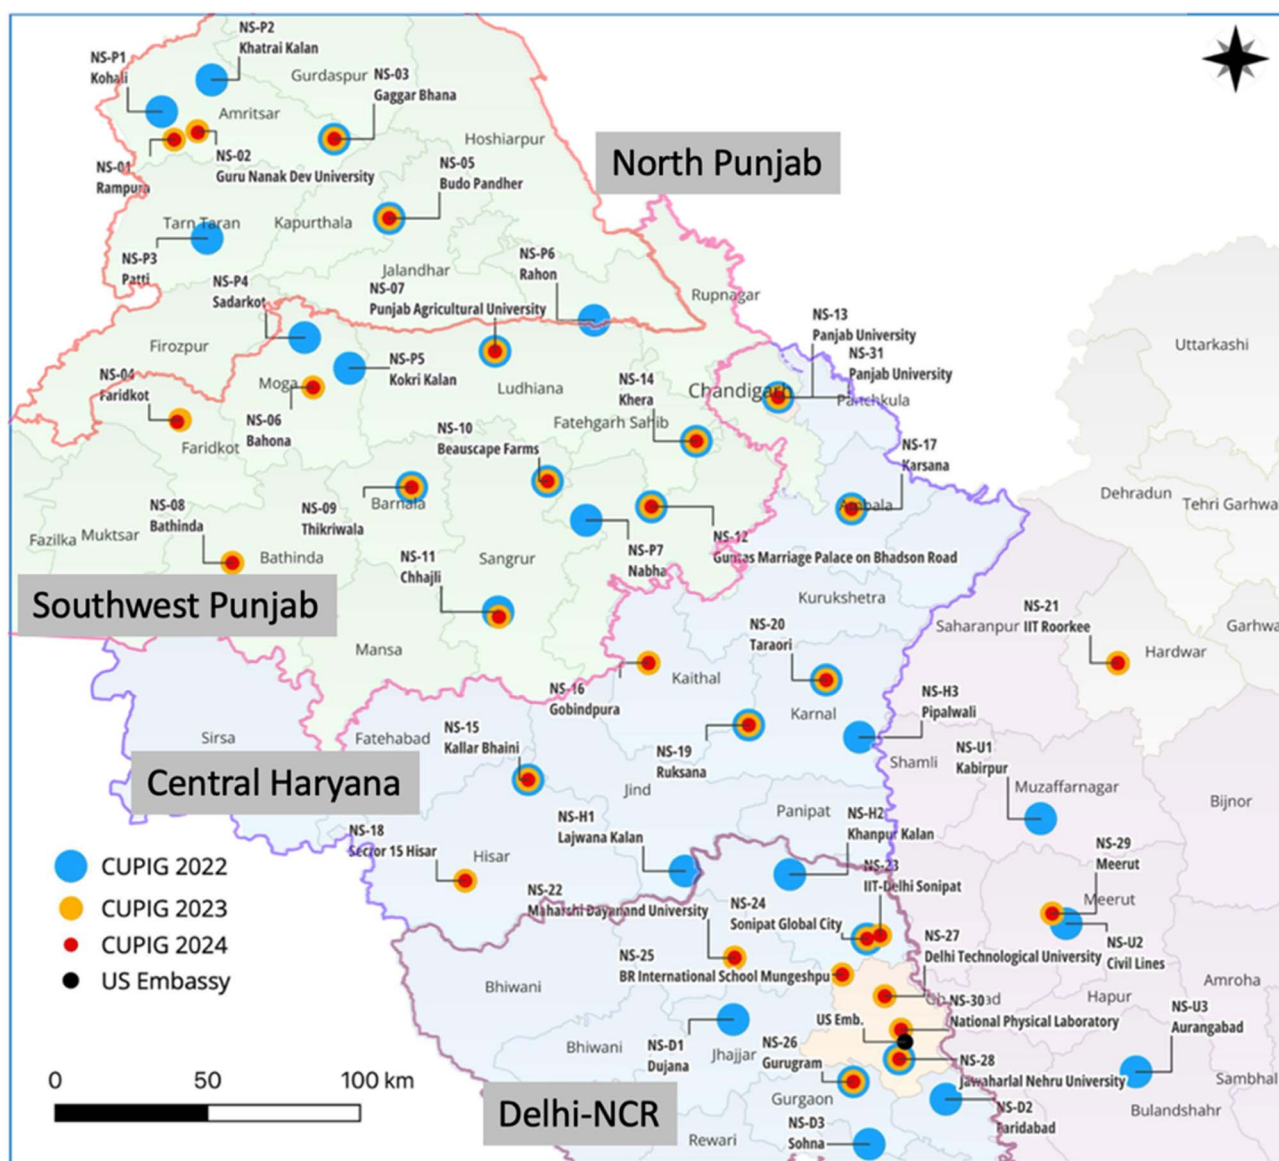 NS-P2
Khatrai Kalan
NS-P1
Kohali
Gurdaspur
NS-03
Gaggar Bhana
Amritsar
Hoshiarpur
NS-01
Rampura
NS-02
Guru Nanak Dev University
NS-05
Budo Pandher
North Punjab
Tarn Taran
Kapurthala
NS-P3
Patti
NS-P4
Sadarkot
Jalandhar
NS-07
Punjab Agricultural University
NS-P6
Rahon
Rupnagar
NS-13
Panjab University
NS-31
Panjab University
Uttarkashi
Firozpur
NS-04
Faridkot
Moga
NS-P5
Kokri Kalan
Ludhiana
NS-14
Khera
Chandigarh
Panchkula
NS-06
Bahona
Faridkot
NS-10
Beauscape Farms
Fatehgarh Sahib
NS-17
Karsana
NS-08
Bathinda
NS-09
Thikriwala
Barnala
Ambala
Dehradun
Tehri Garhwa
Fazilka
Muktsar
Bathinda
NS-11
Chhajli
Sangrur
NS-P7
Nabha
NS-12
Guntas Marriage Palace on Bhadson Road
Southwest Punjab
Kurukshetra
Saharanpur
NS-21
IIT Roorkee
Garhwa
Mansa
NS-20
Taraori
Hardwar
NS-16
Gobindpura
Kaithal
Karnal
NS-H3
Pipalwali
Sirsa
Fatehabad
NS-15
Kallar Bhaini
NS-19
Ruksana
Shamli
NS-U1
Kabirpur
Central Haryana
Jind
Panipat
Muzaffarnagar
Bijnor
NS-18
Sector 15 Hisar
Hisar
NS-H1
Lajwana Kalan
NS-H2
Khanpur Kalan
NS-29
Meerut
NS-23
IIT-Delhi Sonipat
Meerut
NS-22
Maharshi Dayanand University
NS-24
Sonipat Global City
NS-27
Delhi Technological University
NS-U2
Civil Lines
NS-25
BR International School Mungeshpu
Bhiwani
Amroha
Hapur
NS-30
National Physical Laboratory
NS-U3
Aurangabad
US Emb.
NS-D1
Dujana
Bhiwani
Jhajjar
NS-26
Gurugram
NS-28
Jawaharlal Nehru University
Sambhal
Gurgaon
NS-D2
Faridabad
Bulandshahr
Delhi-NCR
NS-D3
Sohna
Rewari
CUPIG 2022
CUPIG 2023
CUPIG 2024
US Embassy
0 50 100 km